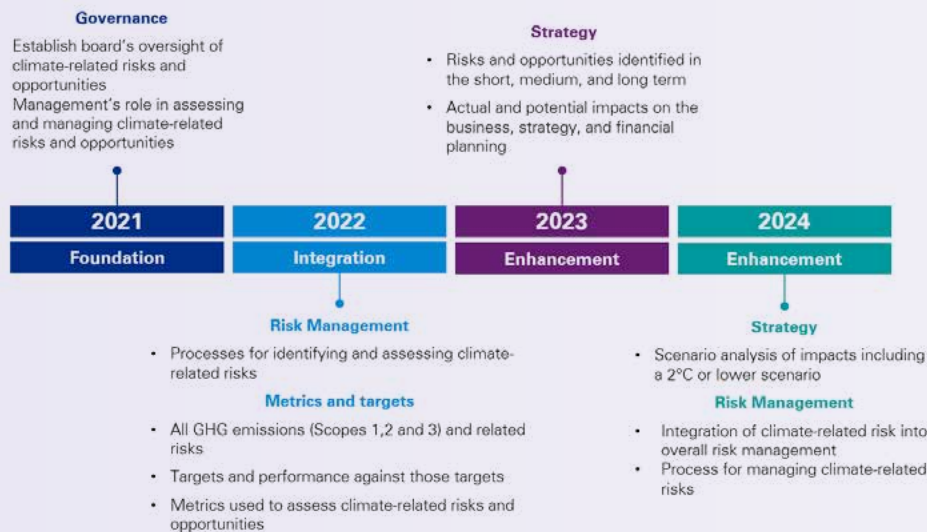 Governance
Establish board's oversight of
climate-related risks and
opportunities
Management's role in assessing
and managing climate-related
risks and opportunities
Strategy
• Risks and opportunities identified in
the short, medium, and long term
• Actual and potential impacts on the
business, strategy, and financial
planning
2021
Foundation
2022
Integration
2023
Enhancement
2024
Enhancement
Risk Management
• Processes for identifying and assessing climate-
related risks
Metrics and targets
• All GHG emissions (Scopes 1,2 and 3) and related
risks
• Targets and performance against those targets
• Metrics used to assess climate-related risks and
opportunities
Strategy
• Scenario analysis of impacts including
a 2°C or lower scenario
Risk Management
• Integration of climate-related risk into
overall risk management
• Process for managing climate-related
risks